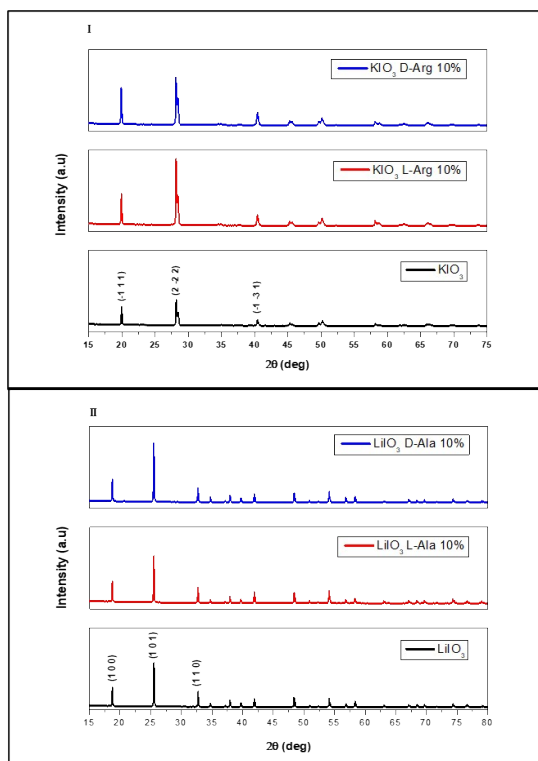 I
KIO3 D-Arg 10%
KIO3 L-Arg 10%
KIO3
Intensity (a.u)
(-1 1 1)
(2 -2 2)
(-1 -3 1)
15 20 25 30 35 40 45 50 55 60 65 70 75
2θ (deg)
II
LiIO3 D-Ala 10%
LiIO3 L-Ala 10%
LiIO3
Intensity (a.u)
(1 0 0)
(1 0 1)
(1 1 0)
15 20 25 30 35 40 45 50 55 60 65 70 75 80
2θ (deg)